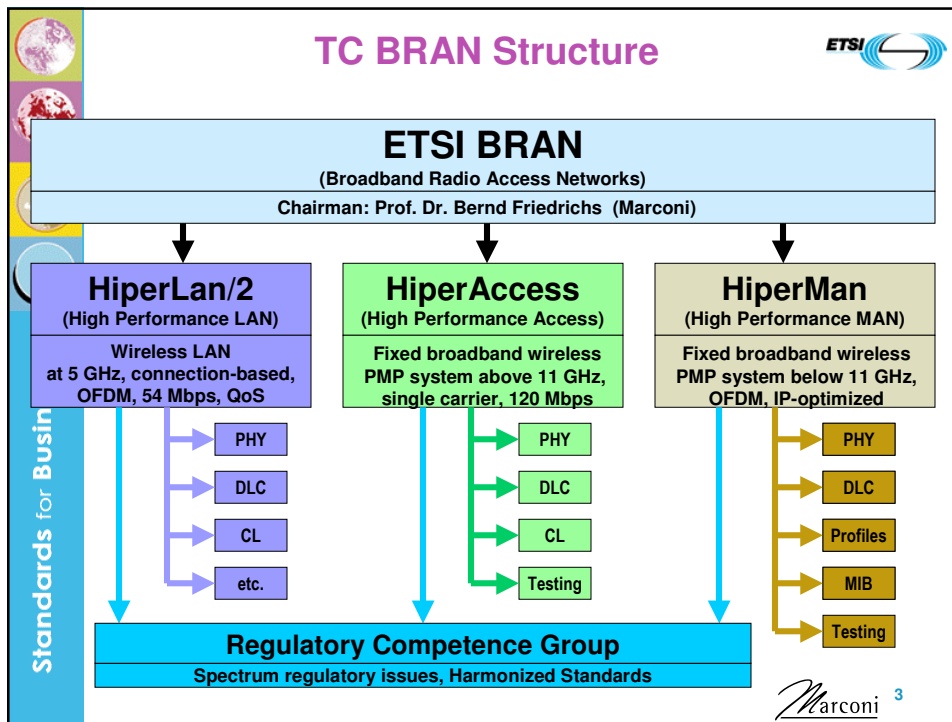 TC BRAN Structure
ETSI
ETSI BRAN
(Broadband Radio Access Networks)
Chairman: Prof. Dr. Bernd Friedrichs (Marconi)
HiperLan/2
(High Performance LAN)
Wireless LAN
at 5 GHz, connection-based,
OFDM, 54 Mbps, QoS
PHY
DLC
CL
etc.
HiperAccess
(High Performance Access)
Fixed broadband wireless
PMP system above 11 GHz,
single carrier, 120 Mbps
PHY
DLC
CL
Testing
HiperMan
(High Performance MAN)
Fixed broadband wireless
PMP system below 11 GHz,
OFDM, IP-optimized
PHY
DLC
Profiles
MIB
Testing
Regulatory Competence Group
Spectrum regulatory issues, Harmonized Standards
Standards for Busin
Marconi
3